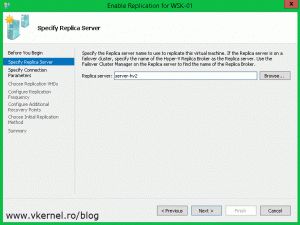 Enable Replication for WSK-01
Specify Replica Server
Before You Begin
Specify Replica Server
Specify Connection
Parameters
Choose Replication VHDs
Configure Replication
Frequency
Configure Additional
Recovery Points
Choose Initial Replication
Method
Summary
Specify the Replica server name to use to replicate this virtual machine. If the Replica server is on a
failover cluster, specify the name of the Hyper-V Replica Broker as the Replica server. Use the
Failover Cluster Manager on the Replica server to find the name of the Replica Broker.
Replica server: server-hv2 Browse...
< Previous Next > Finish Cancel
www.vkernel.ro/blog